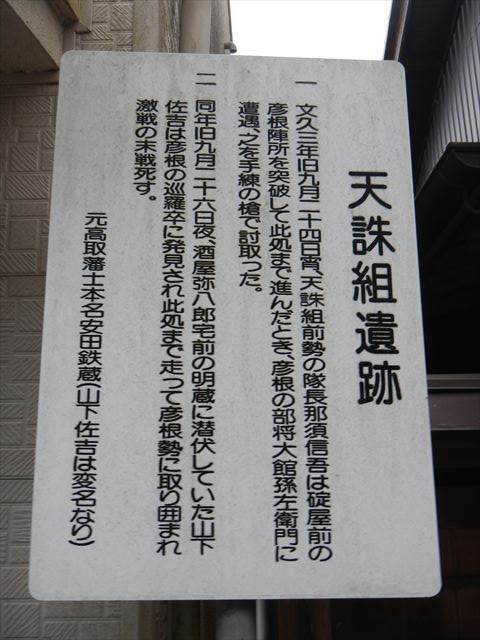 天誅組遺跡
一 文久三年旧九月二十四日宵、天誅組前勢の隊長那須信吾は碇屋前の
彦根陣所を突破して此処まで進んだとき、彦根の部将大館孫左衛門に
遭遇、之を手練の槍で討取った。
二 同年旧九月二十六日夜、酒屋弥八郎宅前の明蔵に潜伏していた山下
佐吉は彦根の巡羅卒に発見され此処まで走って彦根勢に取り囲まれ
激戦の末戦死す。
元高取藩士本名安田鉄蔵(山下佐吉は変名なり)